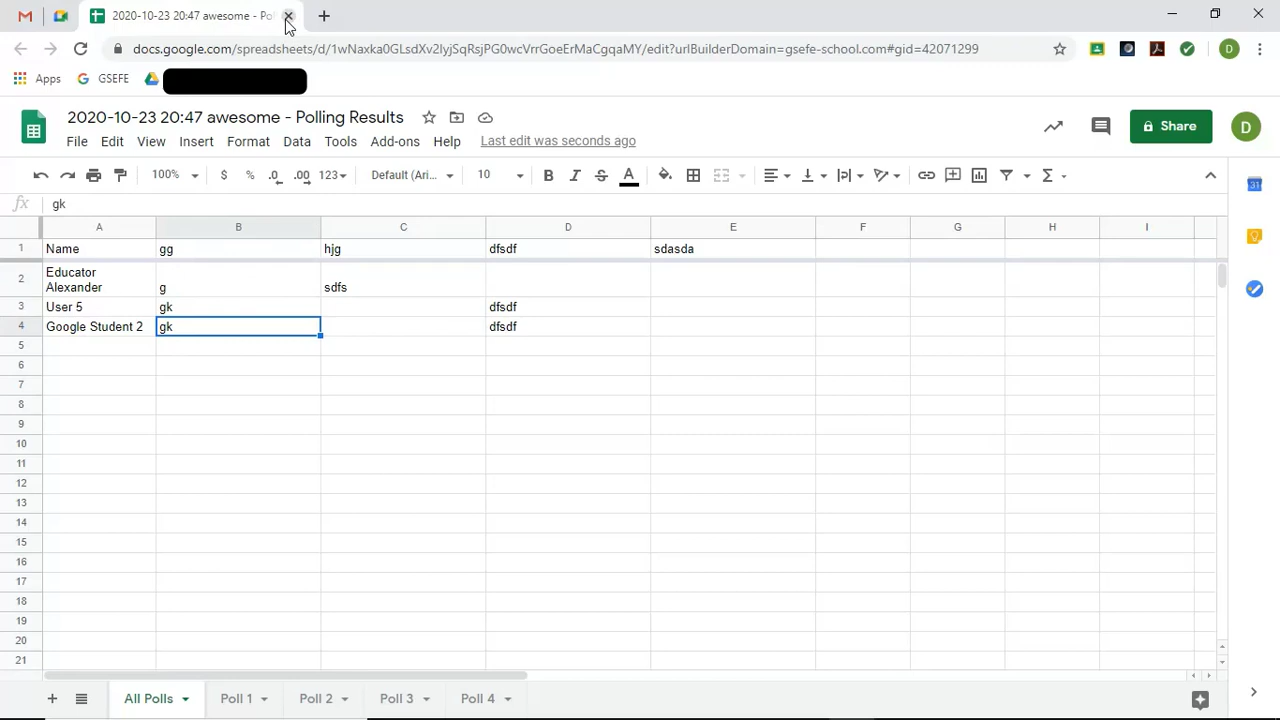 2020-10-23 20:47 awesome - Pol
docs.google.com/spreadsheets/d/1wNaxka0GLsdXv2lyjSqRsjPG0wcVrrGoeErMaCgqaMY/edit?urlBuilderDomain=gsefe-school.com#gid=42071299
D
Apps GSEFE
2020-10-23 20:47 awesome - Polling Results
Share D
File Edit View Insert Format Data Tools Add-ons Help Last edit was seconds ago
100% $ % .0 .00 123 Default (Ari... 10 B I S A
fx gk
A B C D E F G H I
1 Name gg hjg dfsdf sdasda
Educator
2 Alexander g sdfs
3 User 5 gk dfsdf
4 Google Student 2 gk dfsdf
5
6
7
8
9
10
11
12
13
14
15
16
17
18
19
20
21
31
All Polls Poll 1 Poll 2 Poll 3 Poll 4